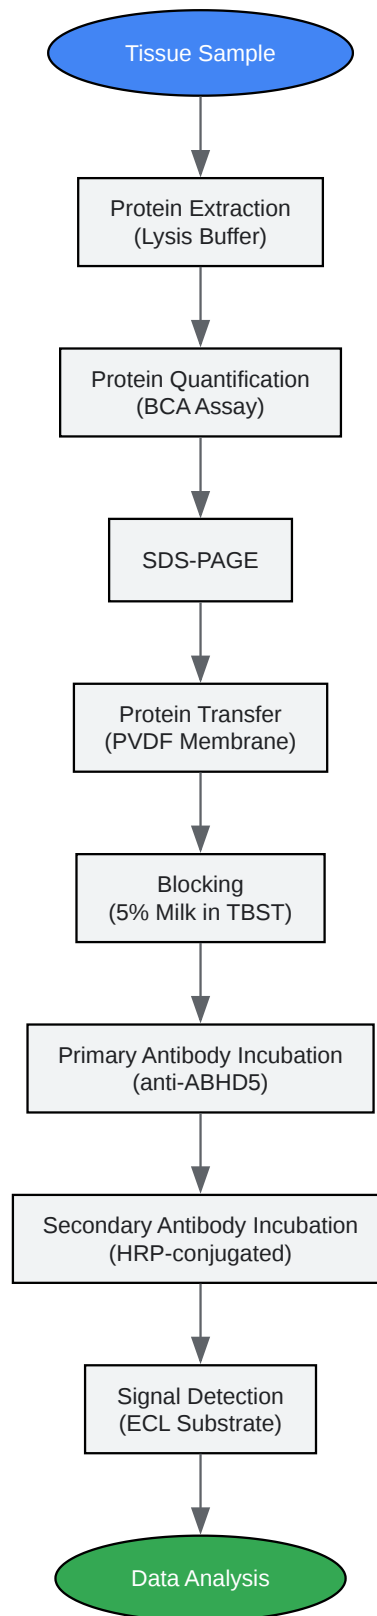 Tissue Sample
Protein Extraction
(Lysis Buffer)
Protein Quantification
(BCA Assay)
SDS-PAGE
Protein Transfer
(PVDF Membrane)
Blocking
(5% Milk in TBST)
Primary Antibody Incubation
(anti-ABHD5)
Secondary Antibody Incubation
(HRP-conjugated)
Signal Detection
(ECL Substrate)
Data Analysis